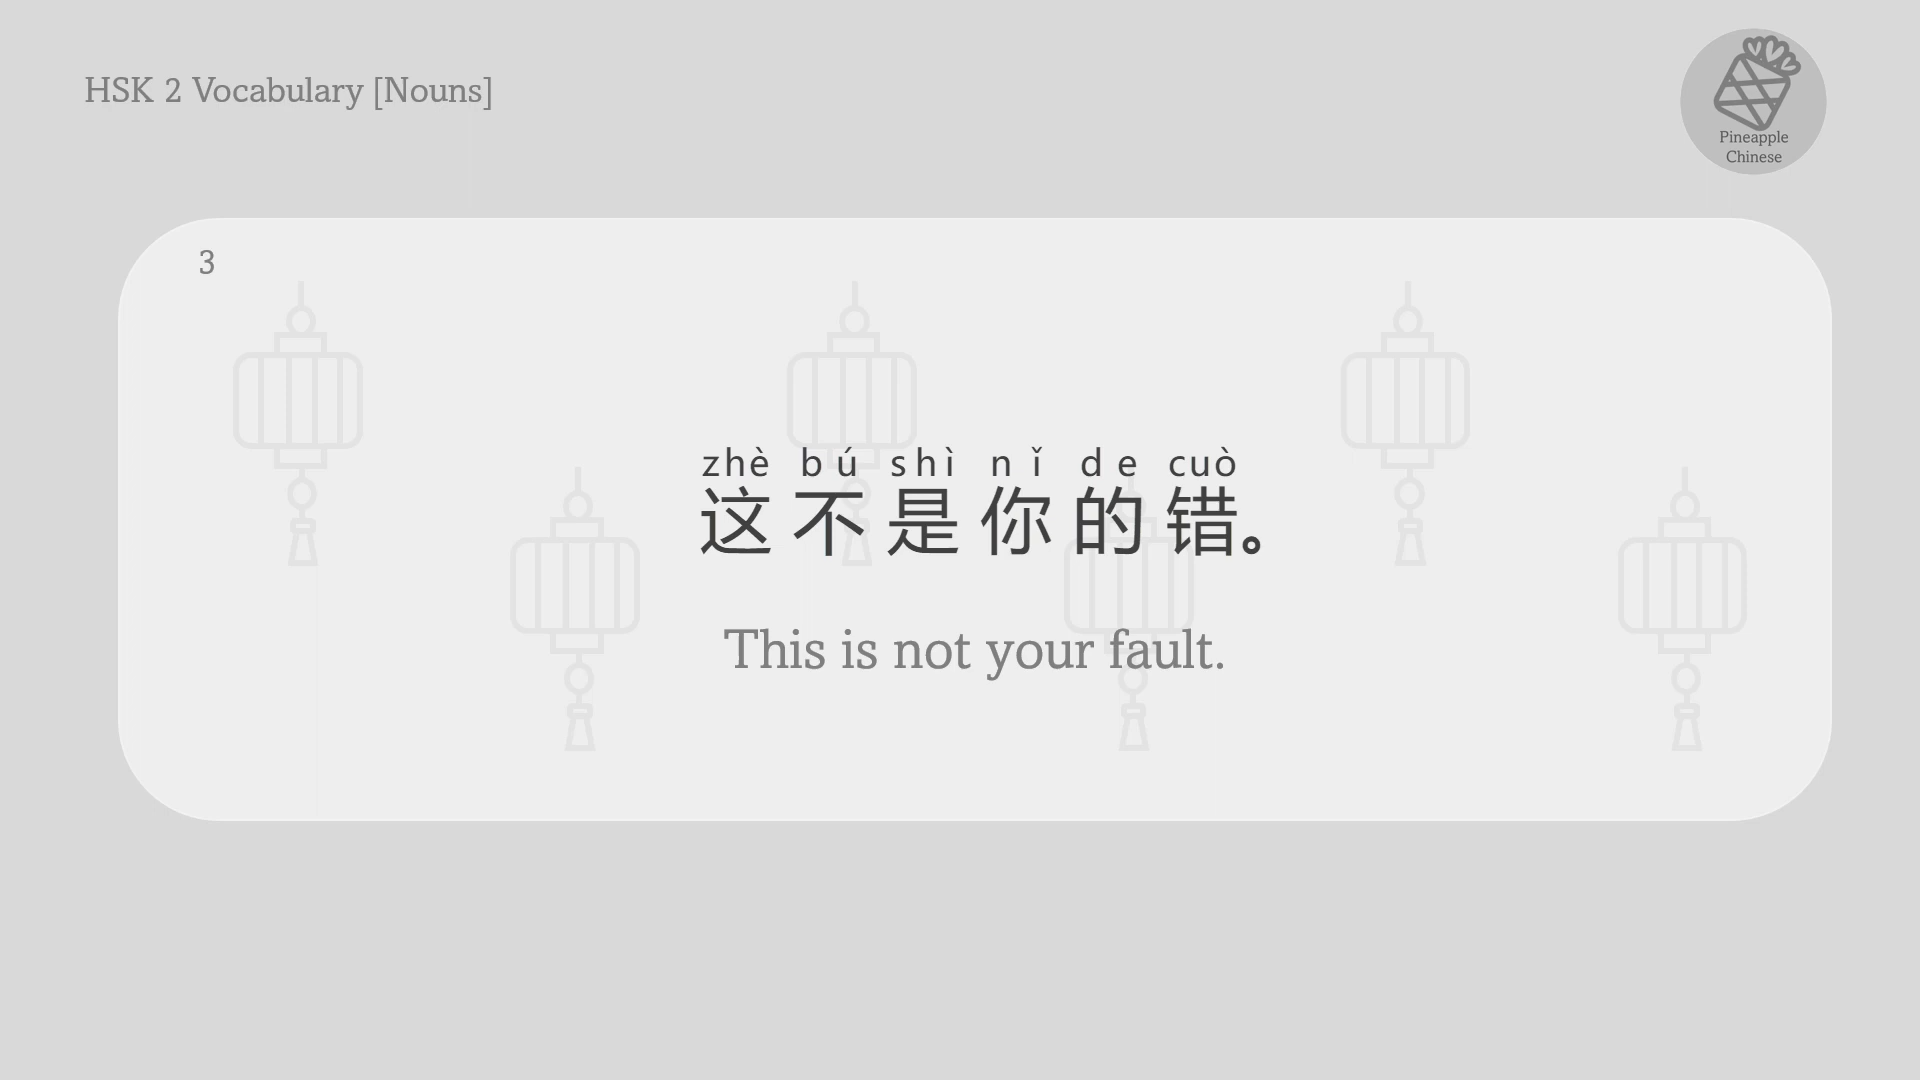 HSK 2 Vocabulary [Nouns]
Pineapple
Chinese
3
zhè bú shì nǐ de cuò
这不是你的错。
This is not your fault.